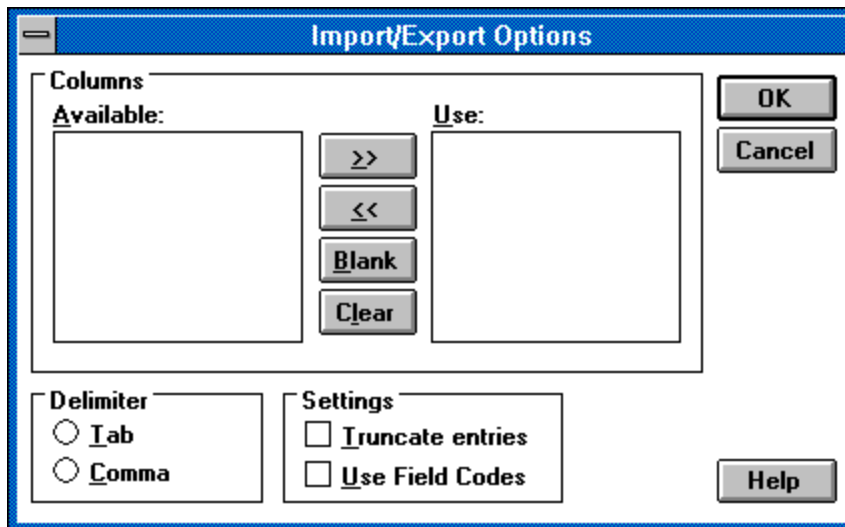 Import/Export Options
Columns
Available:
Use:
>>
<<
Blank
Clear
OK
Cancel
Delimiter
Tab
Comma
Settings
Truncate entries
Use Field Codes
Help